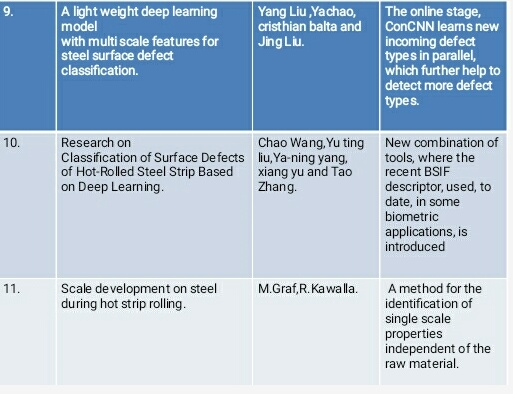 9.
A light weight deep learning
model
with multi scale features for
steel surface defect
classification.
Yang Liu ,Yachao,
cristhian balta and
Jing Liu.
The online stage,
ConCNN learns new
incoming defect
types in parallel,
which further help to
detect more defect
types.
10.
Research on
Classification of Surface Defects
of Hot-Rolled Steel Strip Based
on Deep Learning.
Chao Wang,Yu ting
liu,Ya-ning yang,
xiang yu and Tao
Zhang.
New combination of
tools, where the
recent BSIF
descriptor, used, to
date, in some
biometric
applications, is
introduced
11.
Scale development on steel
during hot strip rolling.
M.Graf,R.Kawalla.
A method for the
identification of
single scale
properties
independent of the
raw material.